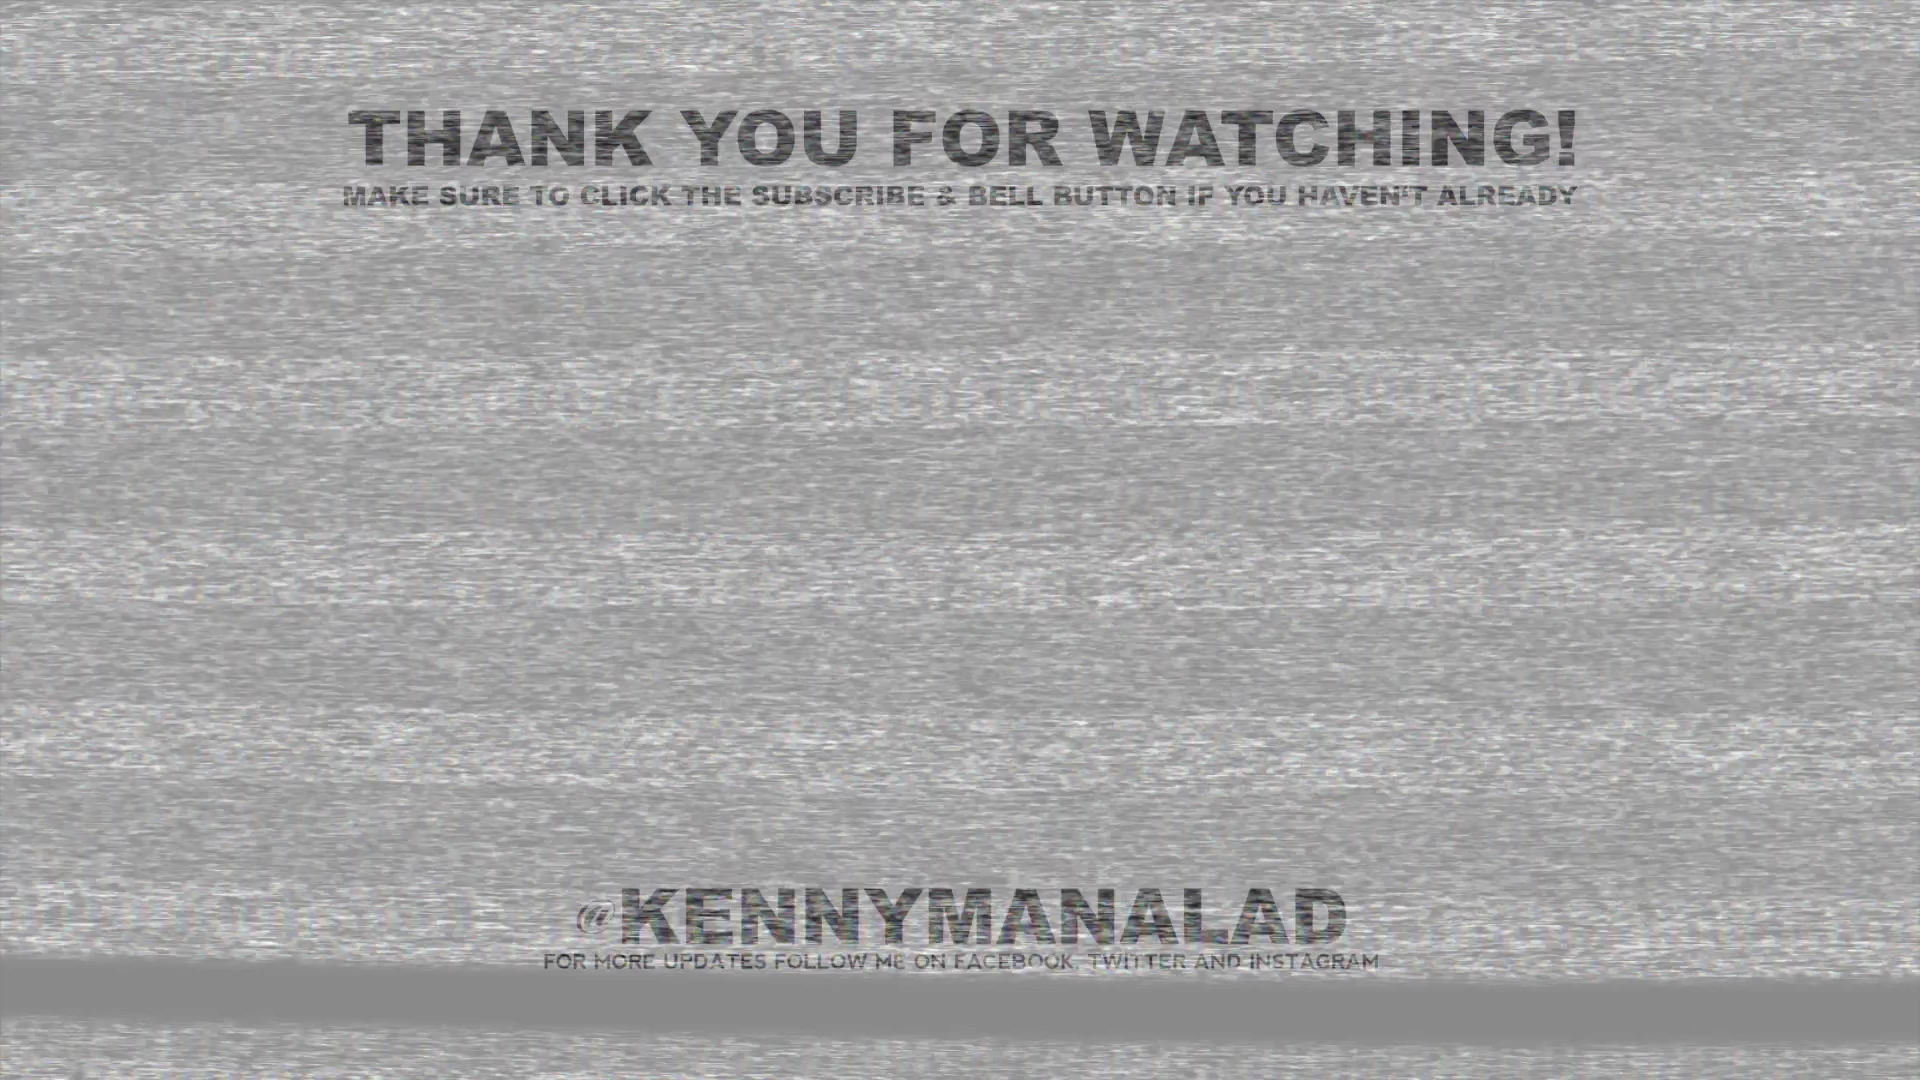 THANK YOU FOR WATCHING!
MAKE SURE TO CLICK THE SUBSCRIBE & BELL BUTTON IF YOU HAVEN'T ALREADY
@KENNYMANALAD
FOR MORE UPDATES FOLLOW ME ON FACEBOOK, TWITTER AND INSTAGRAM